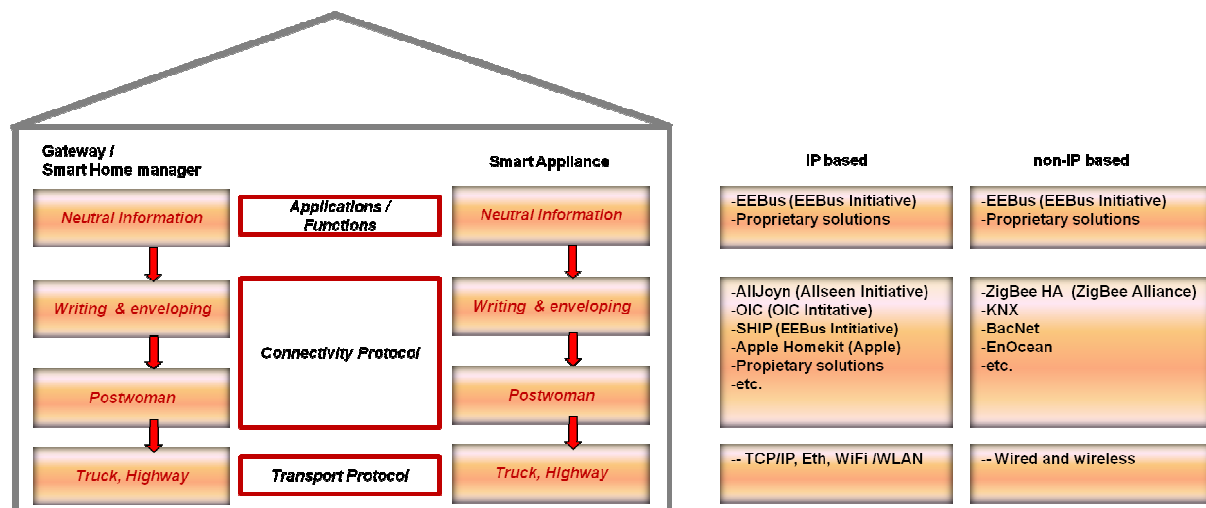 Gateway /
Smart Home manager
Neutral Information
Writing & enveloping
Postwoman
Truck, Highway
Applications /
Functions
Connectivity Protocol
Transport Protocol
Smart Appliance
Neutral Information
Writing & enveloping
Postwoman
Truck, Highway
IP based
-EEBus (EEBus Initiative)
-Proprietary solutions
-AllJoyn (Allseen Initiative)
-OIC (OIC Intitative)
-SHIP (EEBus Intitiative)
-Apple Homekit (Apple)
-Propietary solutions
-etc.
-- TCP/IP, Eth, WiFi /WLAN
non-IP based
-EEBus (EEBus Initiative)
-Proprietary solutions
-ZigBee HA (ZigBee Alliance)
-KNX
-BacNet
-EnOcean
-etc.
-- Wired and wireless